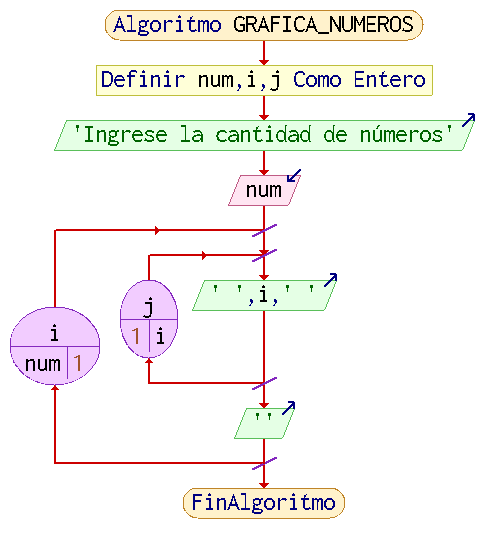 Algoritmo GRAFICA_NUMEROS
Definir num,i,j Como Entero
'Ingrese la cantidad de números'
num
j
1 i
' ',i,' '
i
num 1
''
FinAlgoritmo